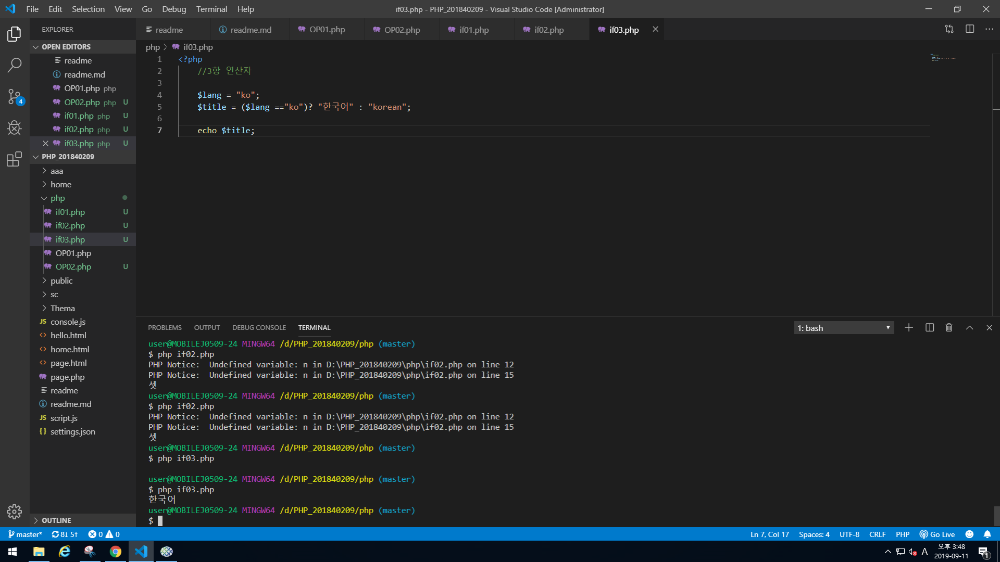 File Edit Selection View Go Debug Terminal Help
if03.php - PHP_201840209 - Visual Studio Code [Administrator]
EXPLORER
readme
readme.md
OP01.php
OP02.php
if01.php
if02.php
if03.php
OPEN EDITORS
readme
readme.md
OP01.php php
OP02.php php U
if01.php php U
if02.php php U
if03.php php U
PHP_201840209
aaa
home
php
if01.php U
if02.php U
if03.php U
OP01.php
OP02.php U
public
sc
Thema
JS console.js
<> hello.html
<> home.html
<> page.html
page.php
readme
readme.md
JS script.js
{} settings.json
OUTLINE
4
php > if03.php
1 <?php
2 //3항 연산자
3
4 $lang = "ko";
5 $title = ($lang =="ko")? "한국어" : "korean";
6
7 echo $title;
PROBLEMS OUTPUT DEBUG CONSOLE TERMINAL
1: bash
user@MOBILEJ0509-24 MINGW64 /d/PHP_201840209/php (master)
$ php if02.php
PHP Notice:  Undefined variable: n in D:\PHP_201840209\php\if02.php on line 12
PHP Notice:  Undefined variable: n in D:\PHP_201840209\php\if02.php on line 15
셋
user@MOBILEJ0509-24 MINGW64 /d/PHP_201840209/php (master)
$ php if02.php
PHP Notice:  Undefined variable: n in D:\PHP_201840209\php\if02.php on line 12
PHP Notice:  Undefined variable: n in D:\PHP_201840209\php\if02.php on line 15
셋
user@MOBILEJ0509-24 MINGW64 /d/PHP_201840209/php (master)
$ php if03.php
user@MOBILEJ0509-24 MINGW64 /d/PHP_201840209/php (master)
$ php if03.php
한국어
user@MOBILEJ0509-24 MINGW64 /d/PHP_201840209/php (master)
$
master* 8↓ 5↑ 0 0
Ln 7, Col 17 Spaces: 4 UTF-8 CRLF PHP Go Live
A
오후 3:48
2019-09-11
1